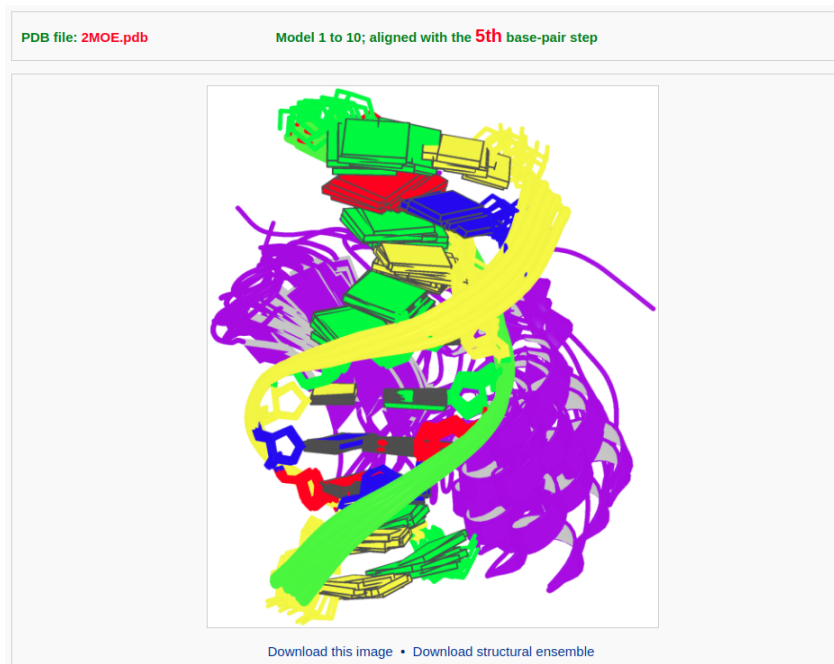 PDB file: 2MOE.pdb
Model 1 to 10; aligned with the 5th base-pair step
Download this image • Download structural ensemble